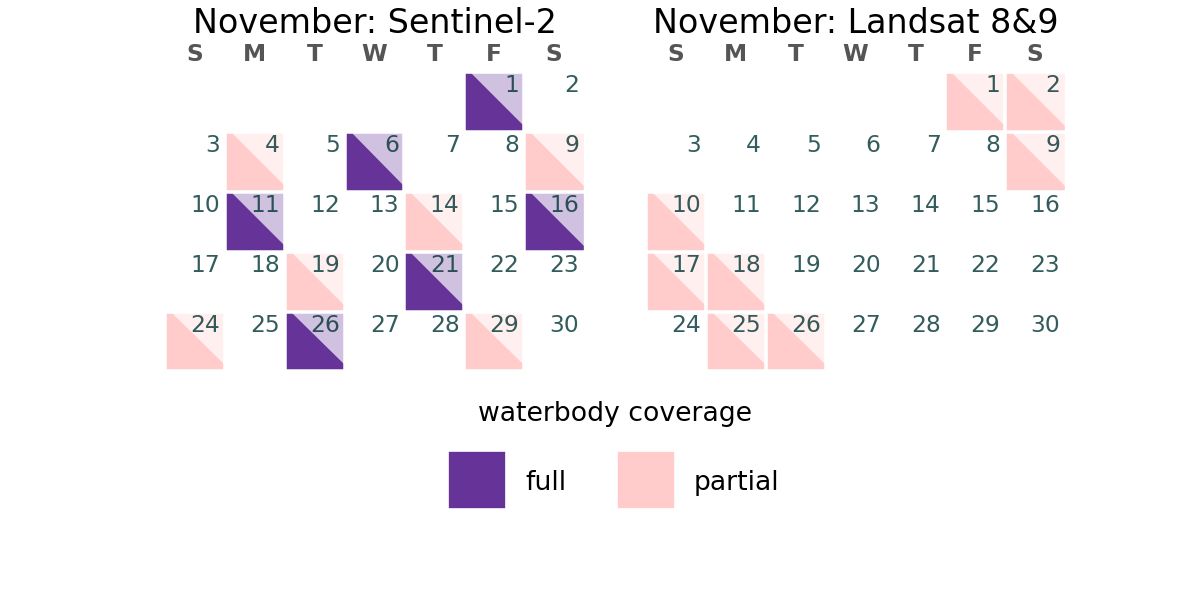 November: Sentinel-2
S M T W T F S
1 2
3 4 5 6 7 8 9
10 11 12 13 14 15 16
17 18 19 20 21 22 23
24 25 26 27 28 29 30
November: Landsat 8&9
S M T W T F S
1 2
3 4 5 6 7 8 9
10 11 12 13 14 15 16
17 18 19 20 21 22 23
24 25 26 27 28 29 30
waterbody coverage
full
partial